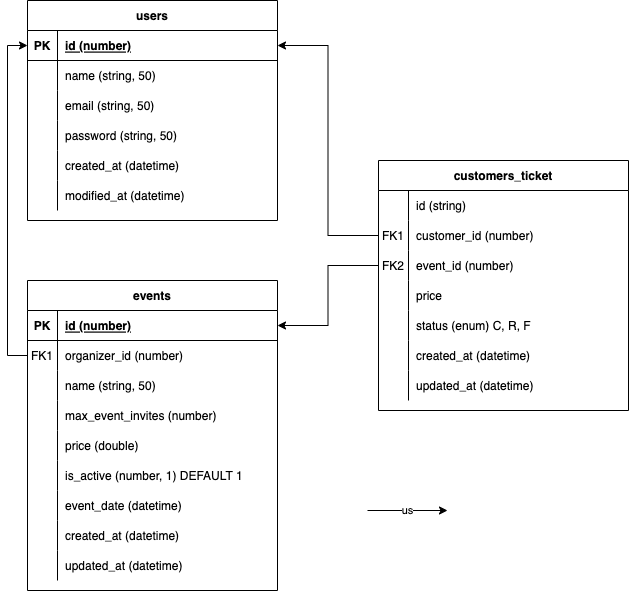 users
PK id (number)
name (string, 50)
email (string, 50)
password (string, 50)
created_at (datetime)
modified_at (datetime)
customers_ticket
id (string)
FK1 customer_id (number)
FK2 event_id (number)
price
status (enum) C, R, F
created_at (datetime)
updated_at (datetime)
events
PK id (number)
FK1 organizer_id (number)
name (string, 50)
max_event_invites (number)
price (double)
is_active (number, 1) DEFAULT 1
event_date (datetime)
created_at (datetime)
updated_at (datetime)
us